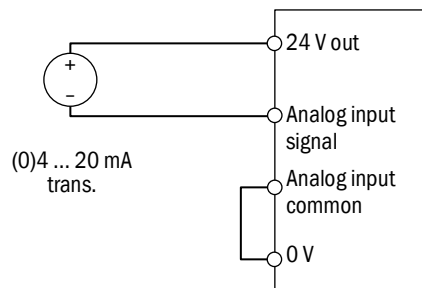 24 V out
+
–
Analog input
signal
(0)4 ... 20 mA
trans.
Analog input
common
0 V